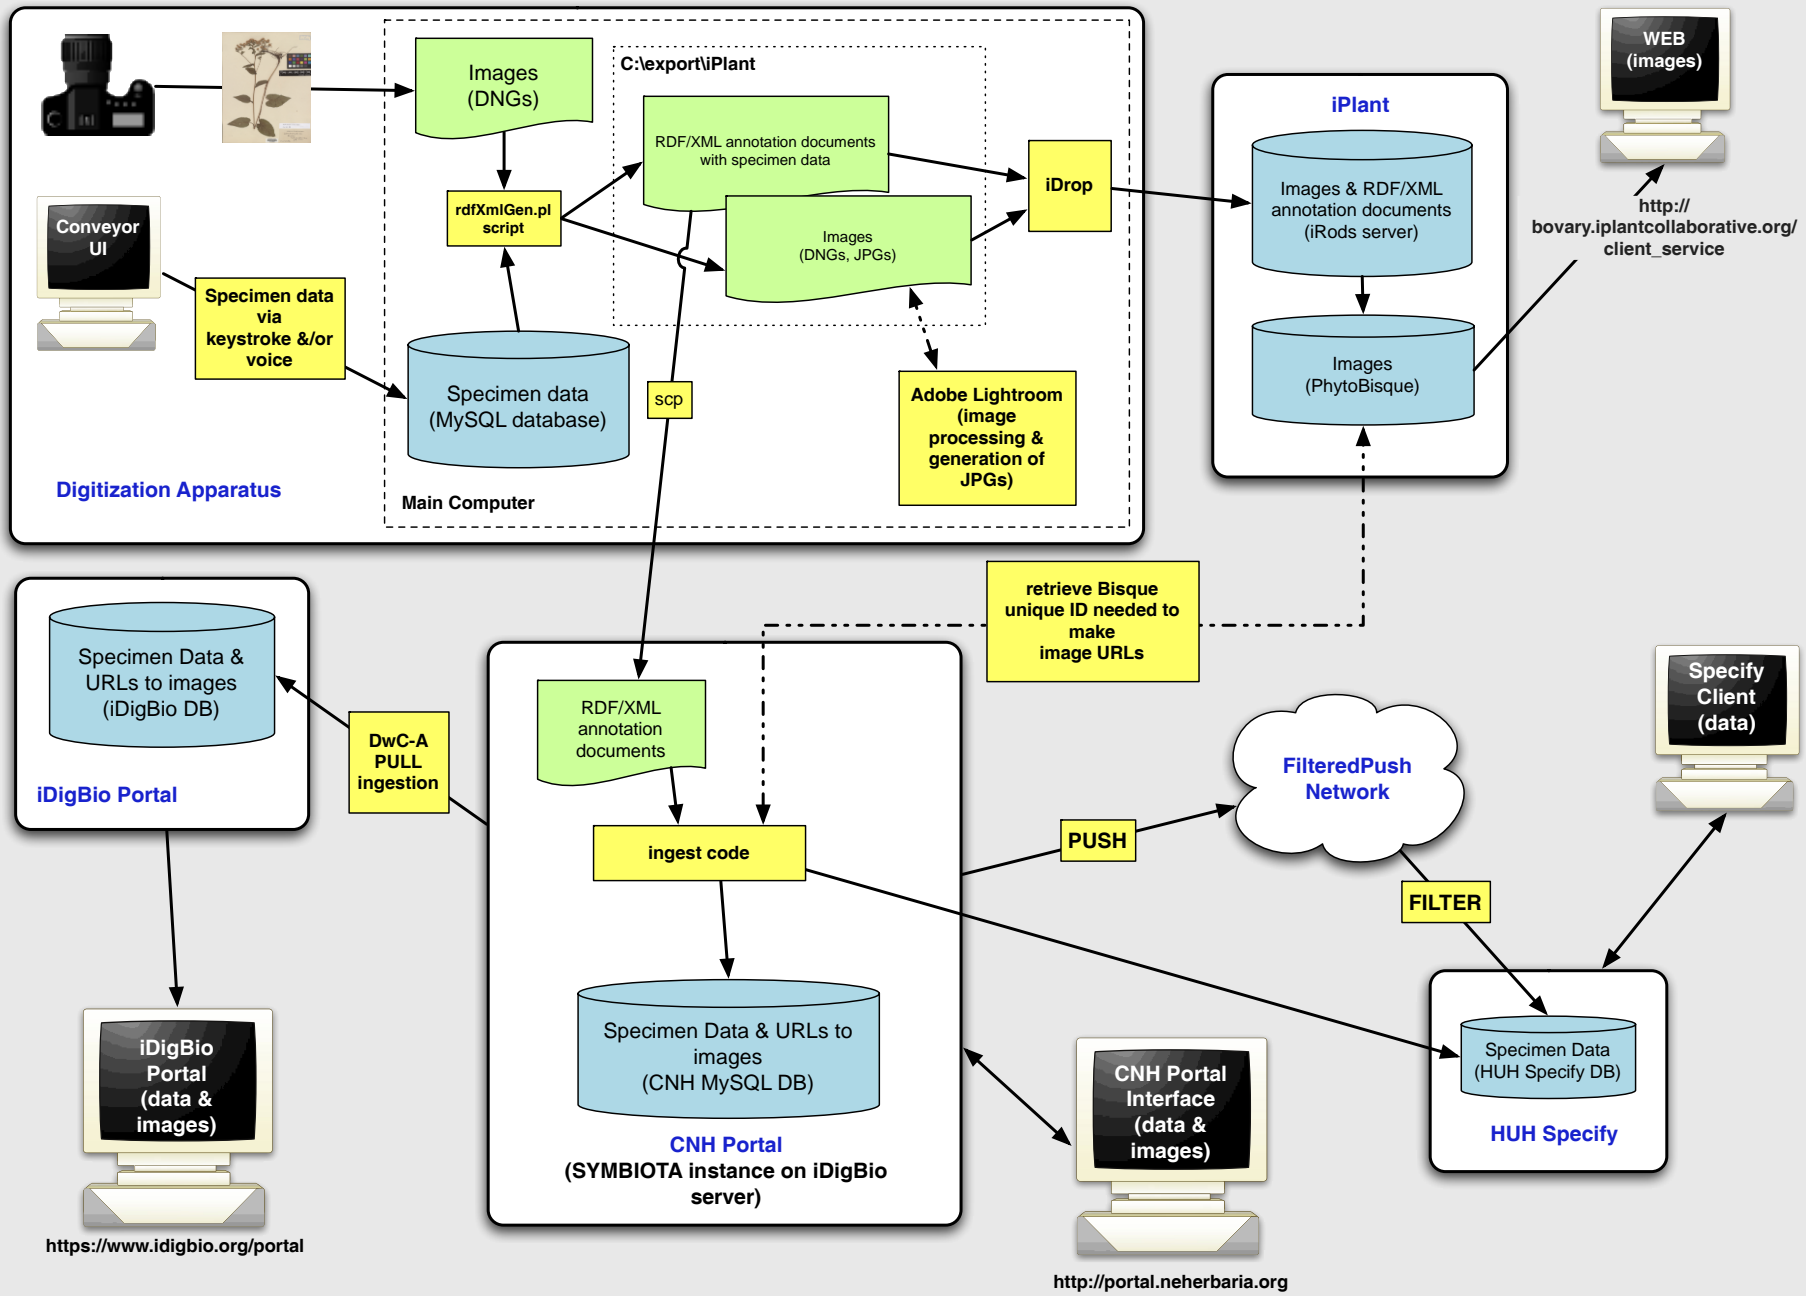 Images
(DNGs)
C:\export\iPlant
RDF/XML annotation documents
with specimen data
rdfXmlGen.pl
script
Images
(DNGs, JPGs)
iDrop
Conveyor
UI
Specimen data
via
keystroke &/or
voice
Specimen data
(MySQL database)
scp
Adobe Lightroom
(image
processing &
generation of
JPGs)
Digitization Apparatus
Main Computer
iPlant
Images & RDF/XML
annotation documents
(iRods server)
Images
(PhytoBisque)
WEB
(images)
http://
bovary.iplantcollaborative.org/
client_service
retrieve Bisque
unique ID needed to
make
image URLs
Specimen Data &
URLs to images
(iDigBio DB)
iDigBio Portal
DwC-A
PULL
ingestion
RDF/XML
annotation
documents
ingest code
Specimen Data & URLs to
images
(CNH MySQL DB)
CNH Portal
(SYMBIOTA instance on iDigBio
server)
PUSH
FilteredPush
Network
FILTER
Specify
Client
(data)
Specimen Data
(HUH Specify DB)
HUH Specify
iDigBio
Portal
(data &
images)
https://www.idigbio.org/portal
CNH Portal
Interface
(data &
images)
http://portal.neherbaria.org